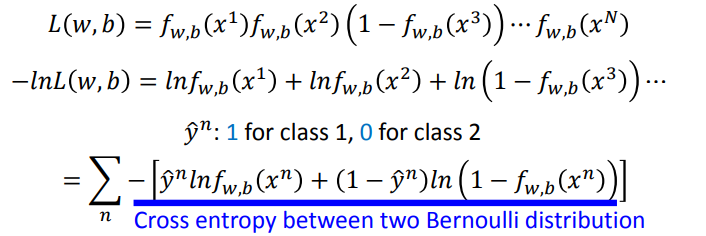 L(w, b) = f_{w,b}(x^1)f_{w,b}(x^2)(1 − f_{w,b}(x^3))⋯f_{w,b}(x^N)
−lnL(w, b) = lnf_{w,b}(x^1) + lnf_{w,b}(x^2) + ln(1 − f_{w,b}(x^3))⋯
ŷ^n: 1 for class 1, 0 for class 2
= ∑_n −[ŷ^n lnf_{w,b}(x^n) + (1 − ŷ^n)ln(1 − f_{w,b}(x^n))]
Cross entropy between two Bernoulli distribution